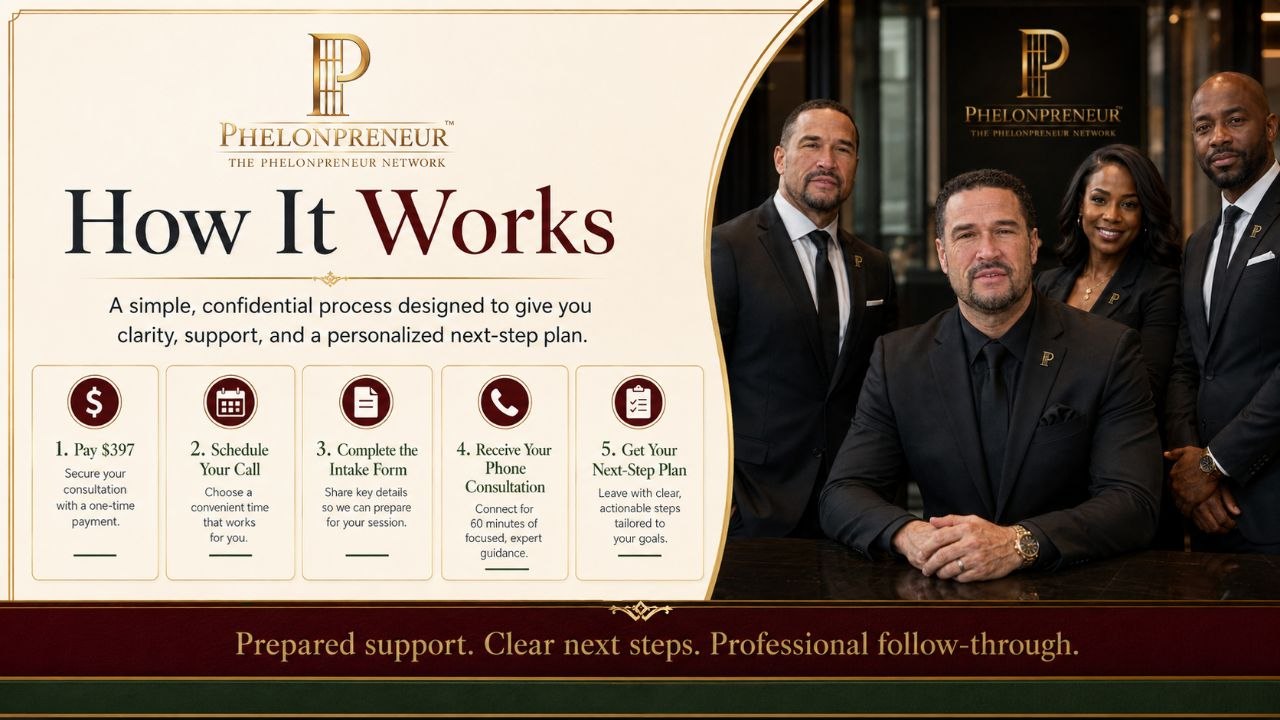 PHELONPRENEUR™
THE PHELONPRENEUR NETWORK
How It Works
A simple, confidential process designed to give you
clarity, support, and a personalized next-step plan.
1. Pay $397
Secure your
consultation
with a one-time
payment.
2. Schedule
Your Call
Choose a
convenient time
that works
for you.
3. Complete the
Intake Form
Share key details
so we can prepare
for your session.
4. Receive Your
Phone
Consultation
Connect for
60 minutes of
focused, expert
guidance.
5. Get Your
Next-Step Plan
Leave with clear,
actionable steps
tailored to
your goals.
PHELONPRENEUR™
THE PHELONPRENEUR NETWORK
Prepared support. Clear next steps. Professional follow-through.